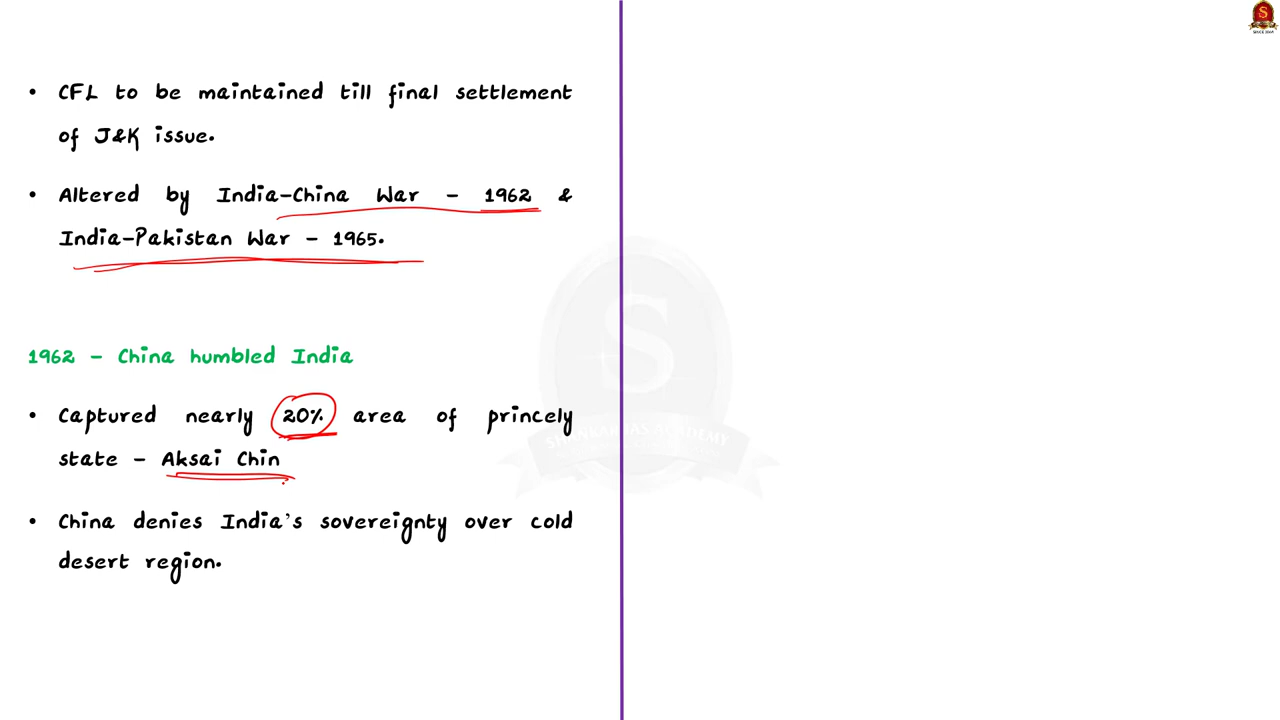 • CFL to be maintained till final settlement
of J&K issue.
• Altered by India-China War - 1962 &
India-Pakistan War - 1965.
1962 - China humbled India
• Captured nearly 20% area of princely
state - Aksai Chin
• China denies India's sovereignty over cold
desert region.
S